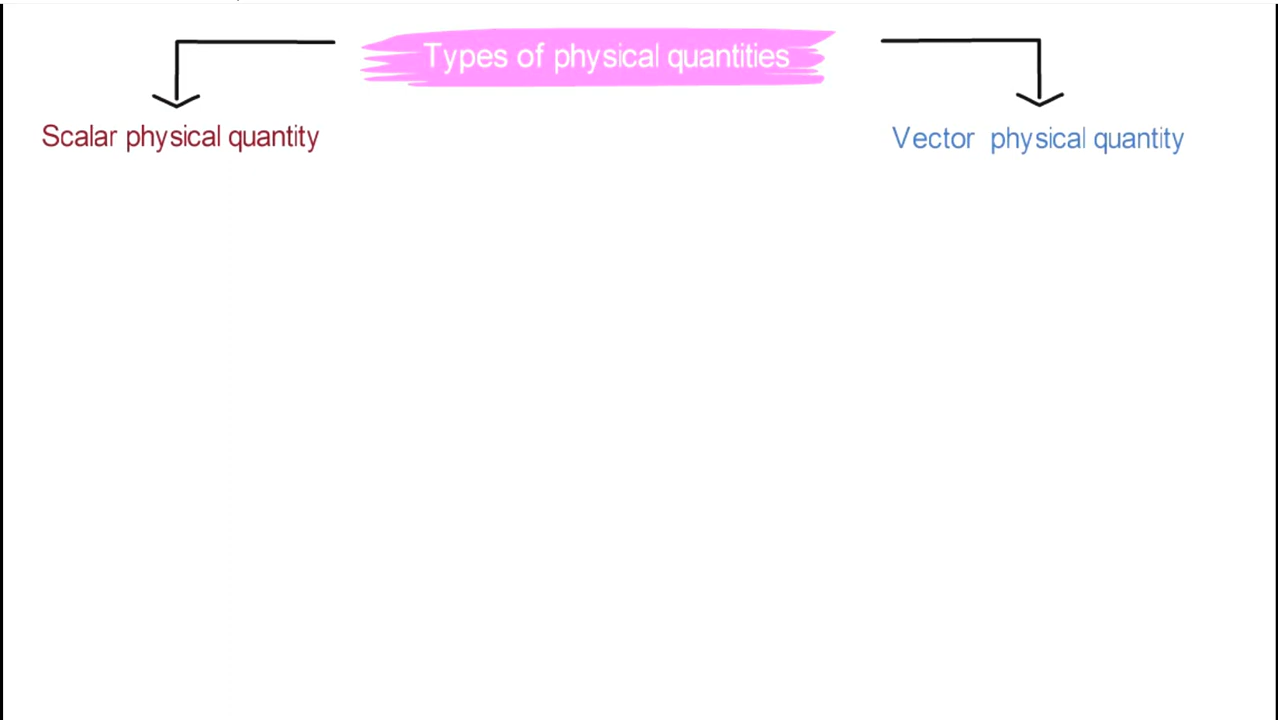 Types of physical quantities
Scalar physical quantity
Vector physical quantity